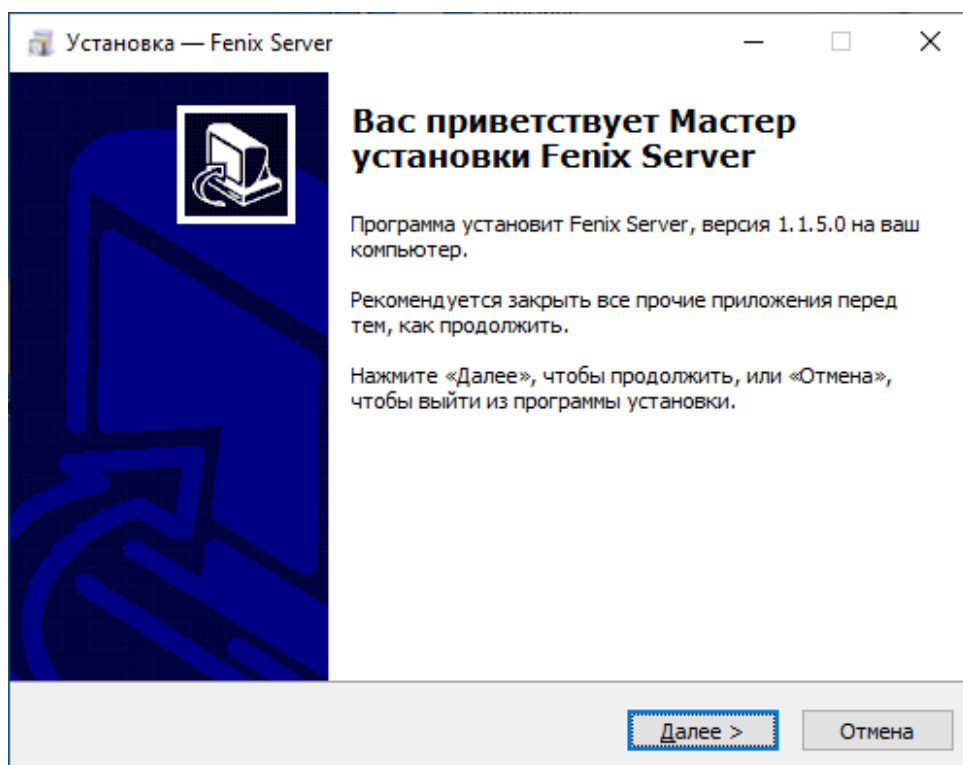 Установка — Fenix Server
Вас приветствует Мастер
установки Fenix Server
Программа установит Fenix Server, версия 1.1.5.0 на ваш
компьютер.
Рекомендуется закрыть все прочие приложения перед
тем, как продолжить.
Нажмите «Далее», чтобы продолжить, или «Отмена»,
чтобы выйти из программы установки.
Далее >
Отмена